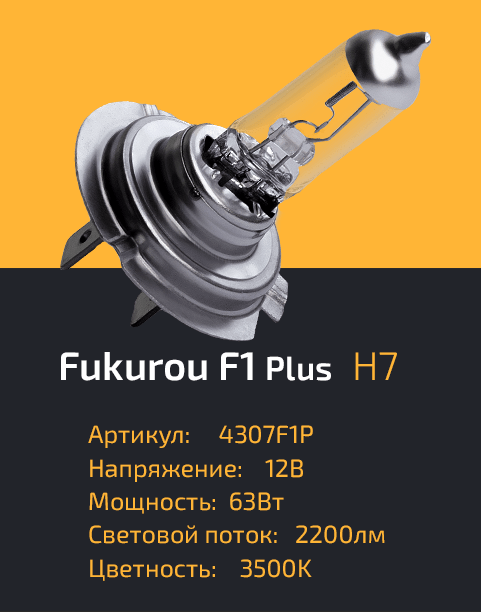 Fukurou F1 Plus H7
Артикул: 4307F1P
Напряжение: 12В
Мощность: 63Вт
Световой поток: 2200лм
Цветность: 3500К